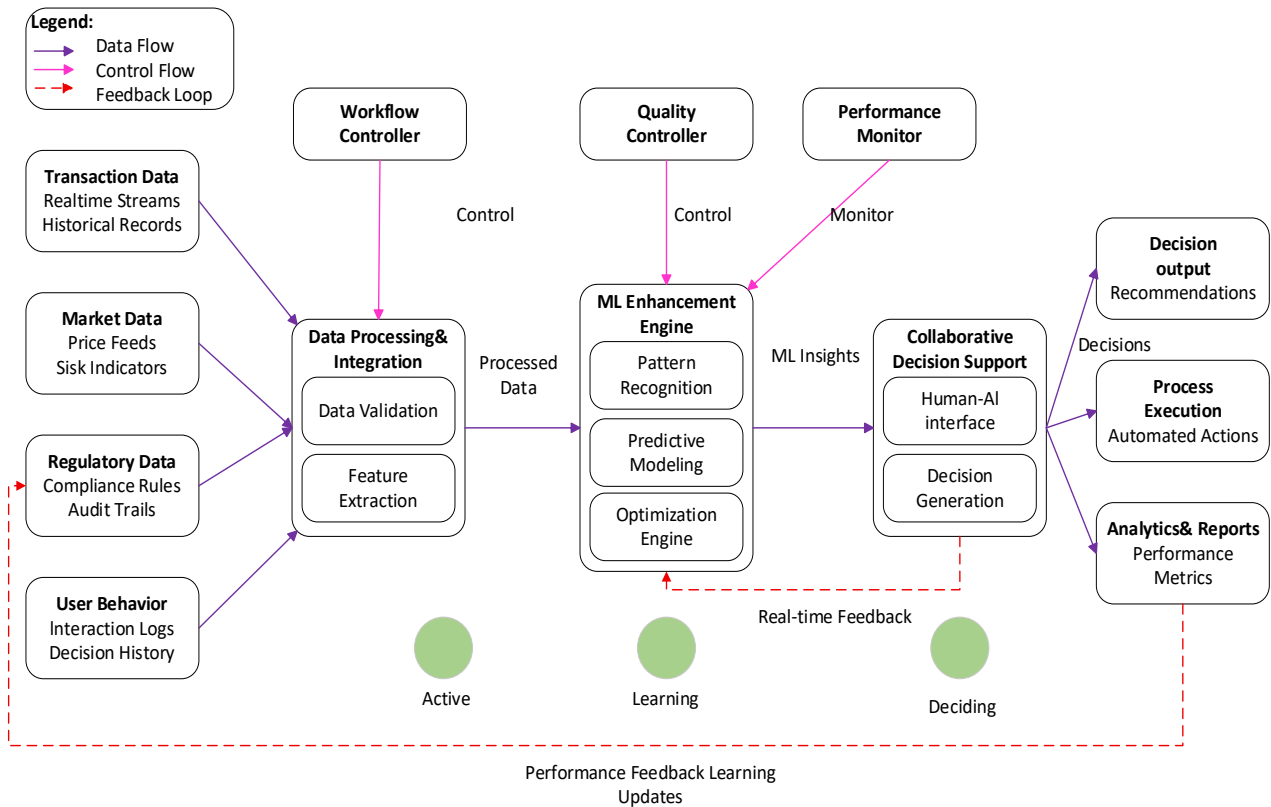 Legend:
Data Flow
Control Flow
Feedback Loop
Workflow
Controller
Quality
Controller
Performance
Monitor
Transaction Data
Realtime Streams
Historical Records
Control
Control
Monitor
Market Data
Price Feeds
Sisk Indicators
Regulatory Data
Compliance Rules
Audit Trails
User Behavior
Interaction Logs
Decision History
Data Processing&
Integration
Data Validation
Feature
Extraction
Processed
Data
ML Enhancement
Engine
Pattern
Recognition
Predictive
Modeling
Optimization
Engine
ML Insights
Collaborative
Decision Support
Human-AI
interface
Decision
Generation
Decisions
Decision
output
Recommendations
Process
Execution
Automated Actions
Analytics& Reports
Performance
Metrics
Real-time Feedback
Active
Learning
Deciding
Performance Feedback Learning
Updates